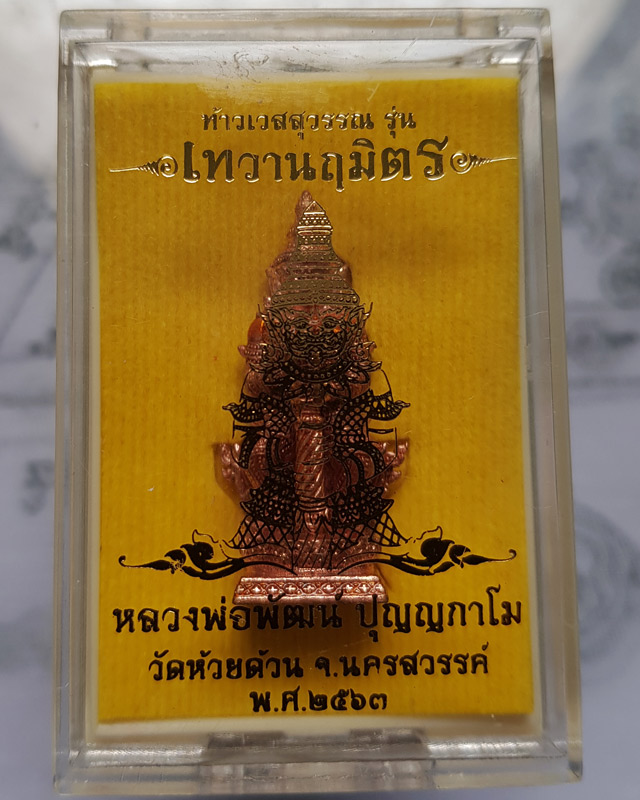 ท้าวเวสสุวรรณ รุ่น
เทวานฤมิตร
หลวงพ่อพัฒน์ ปุญญกาโม
วัดห้วยด้วน จ.นครสวรรค์
พ.ศ.๒๕๖๓